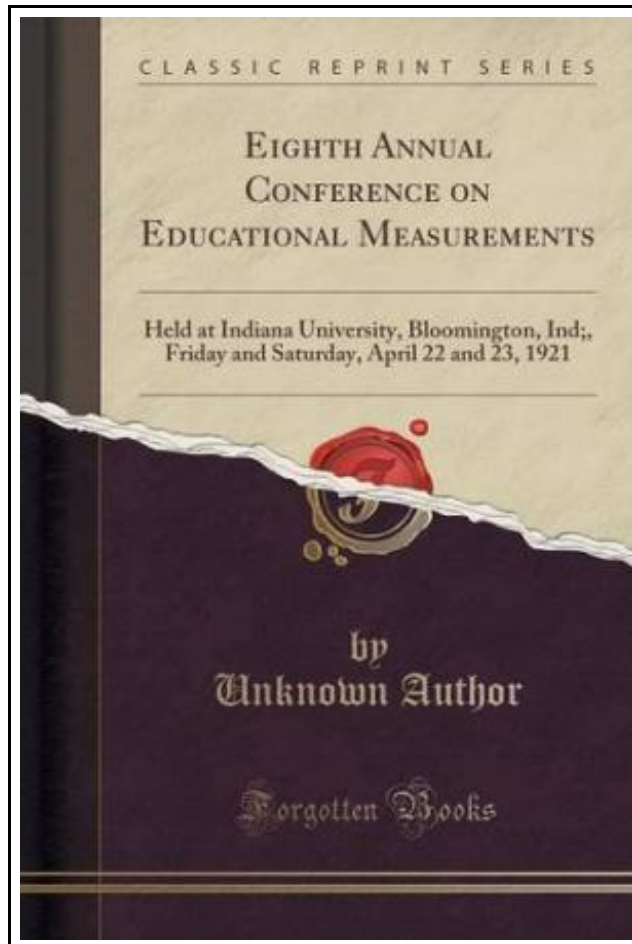 CLASSIC REPRINT SERIES
EIGHTH ANNUAL
CONFERENCE ON
EDUCATIONAL MEASUREMENTS
Held at Indiana University, Bloomington, Ind;,
Friday and Saturday, April 22 and 23, 1921
by
Unknown Author
Forgotten Books